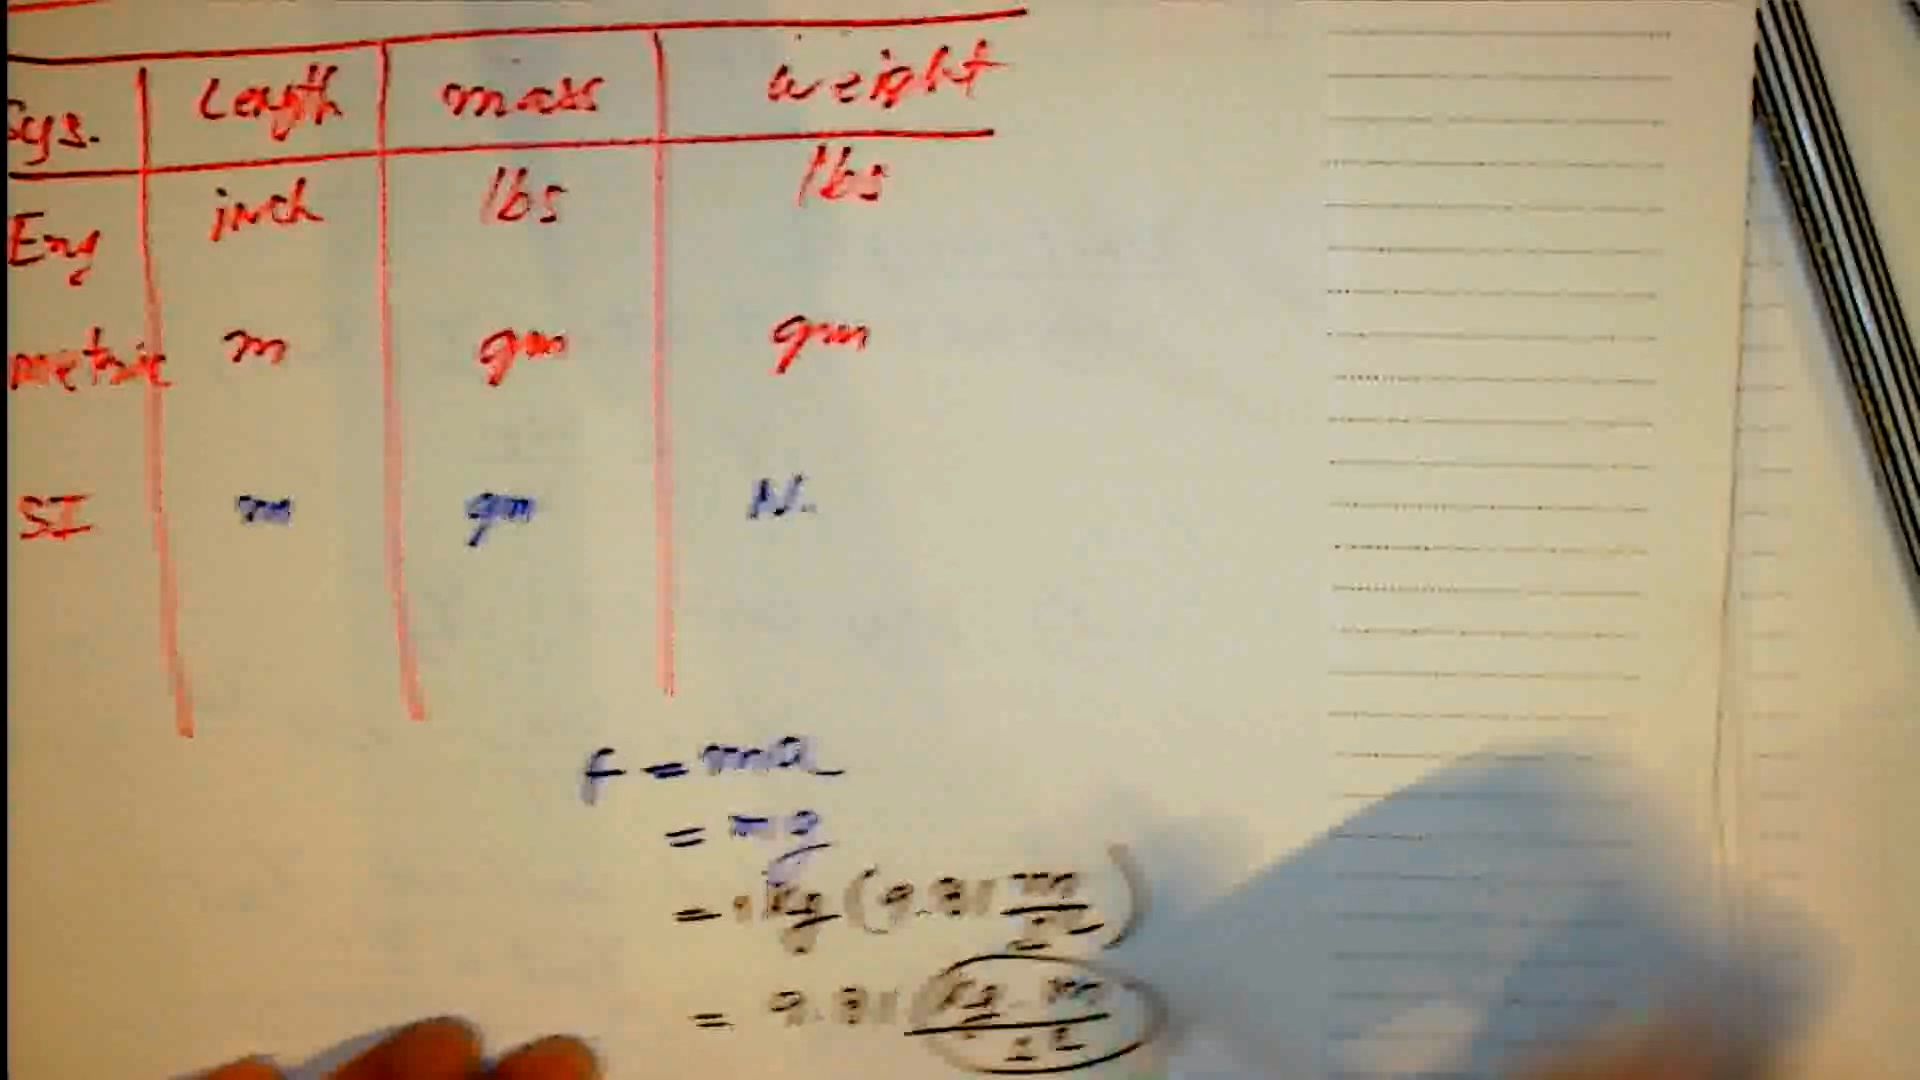 Sys. Length mass weight
Eng inch lbs lbs
metric m gm gm
SI m gm N.
F = ma
= mg
= 1 kg (9.81 m/s²)
= 9.81 kg.m/s²